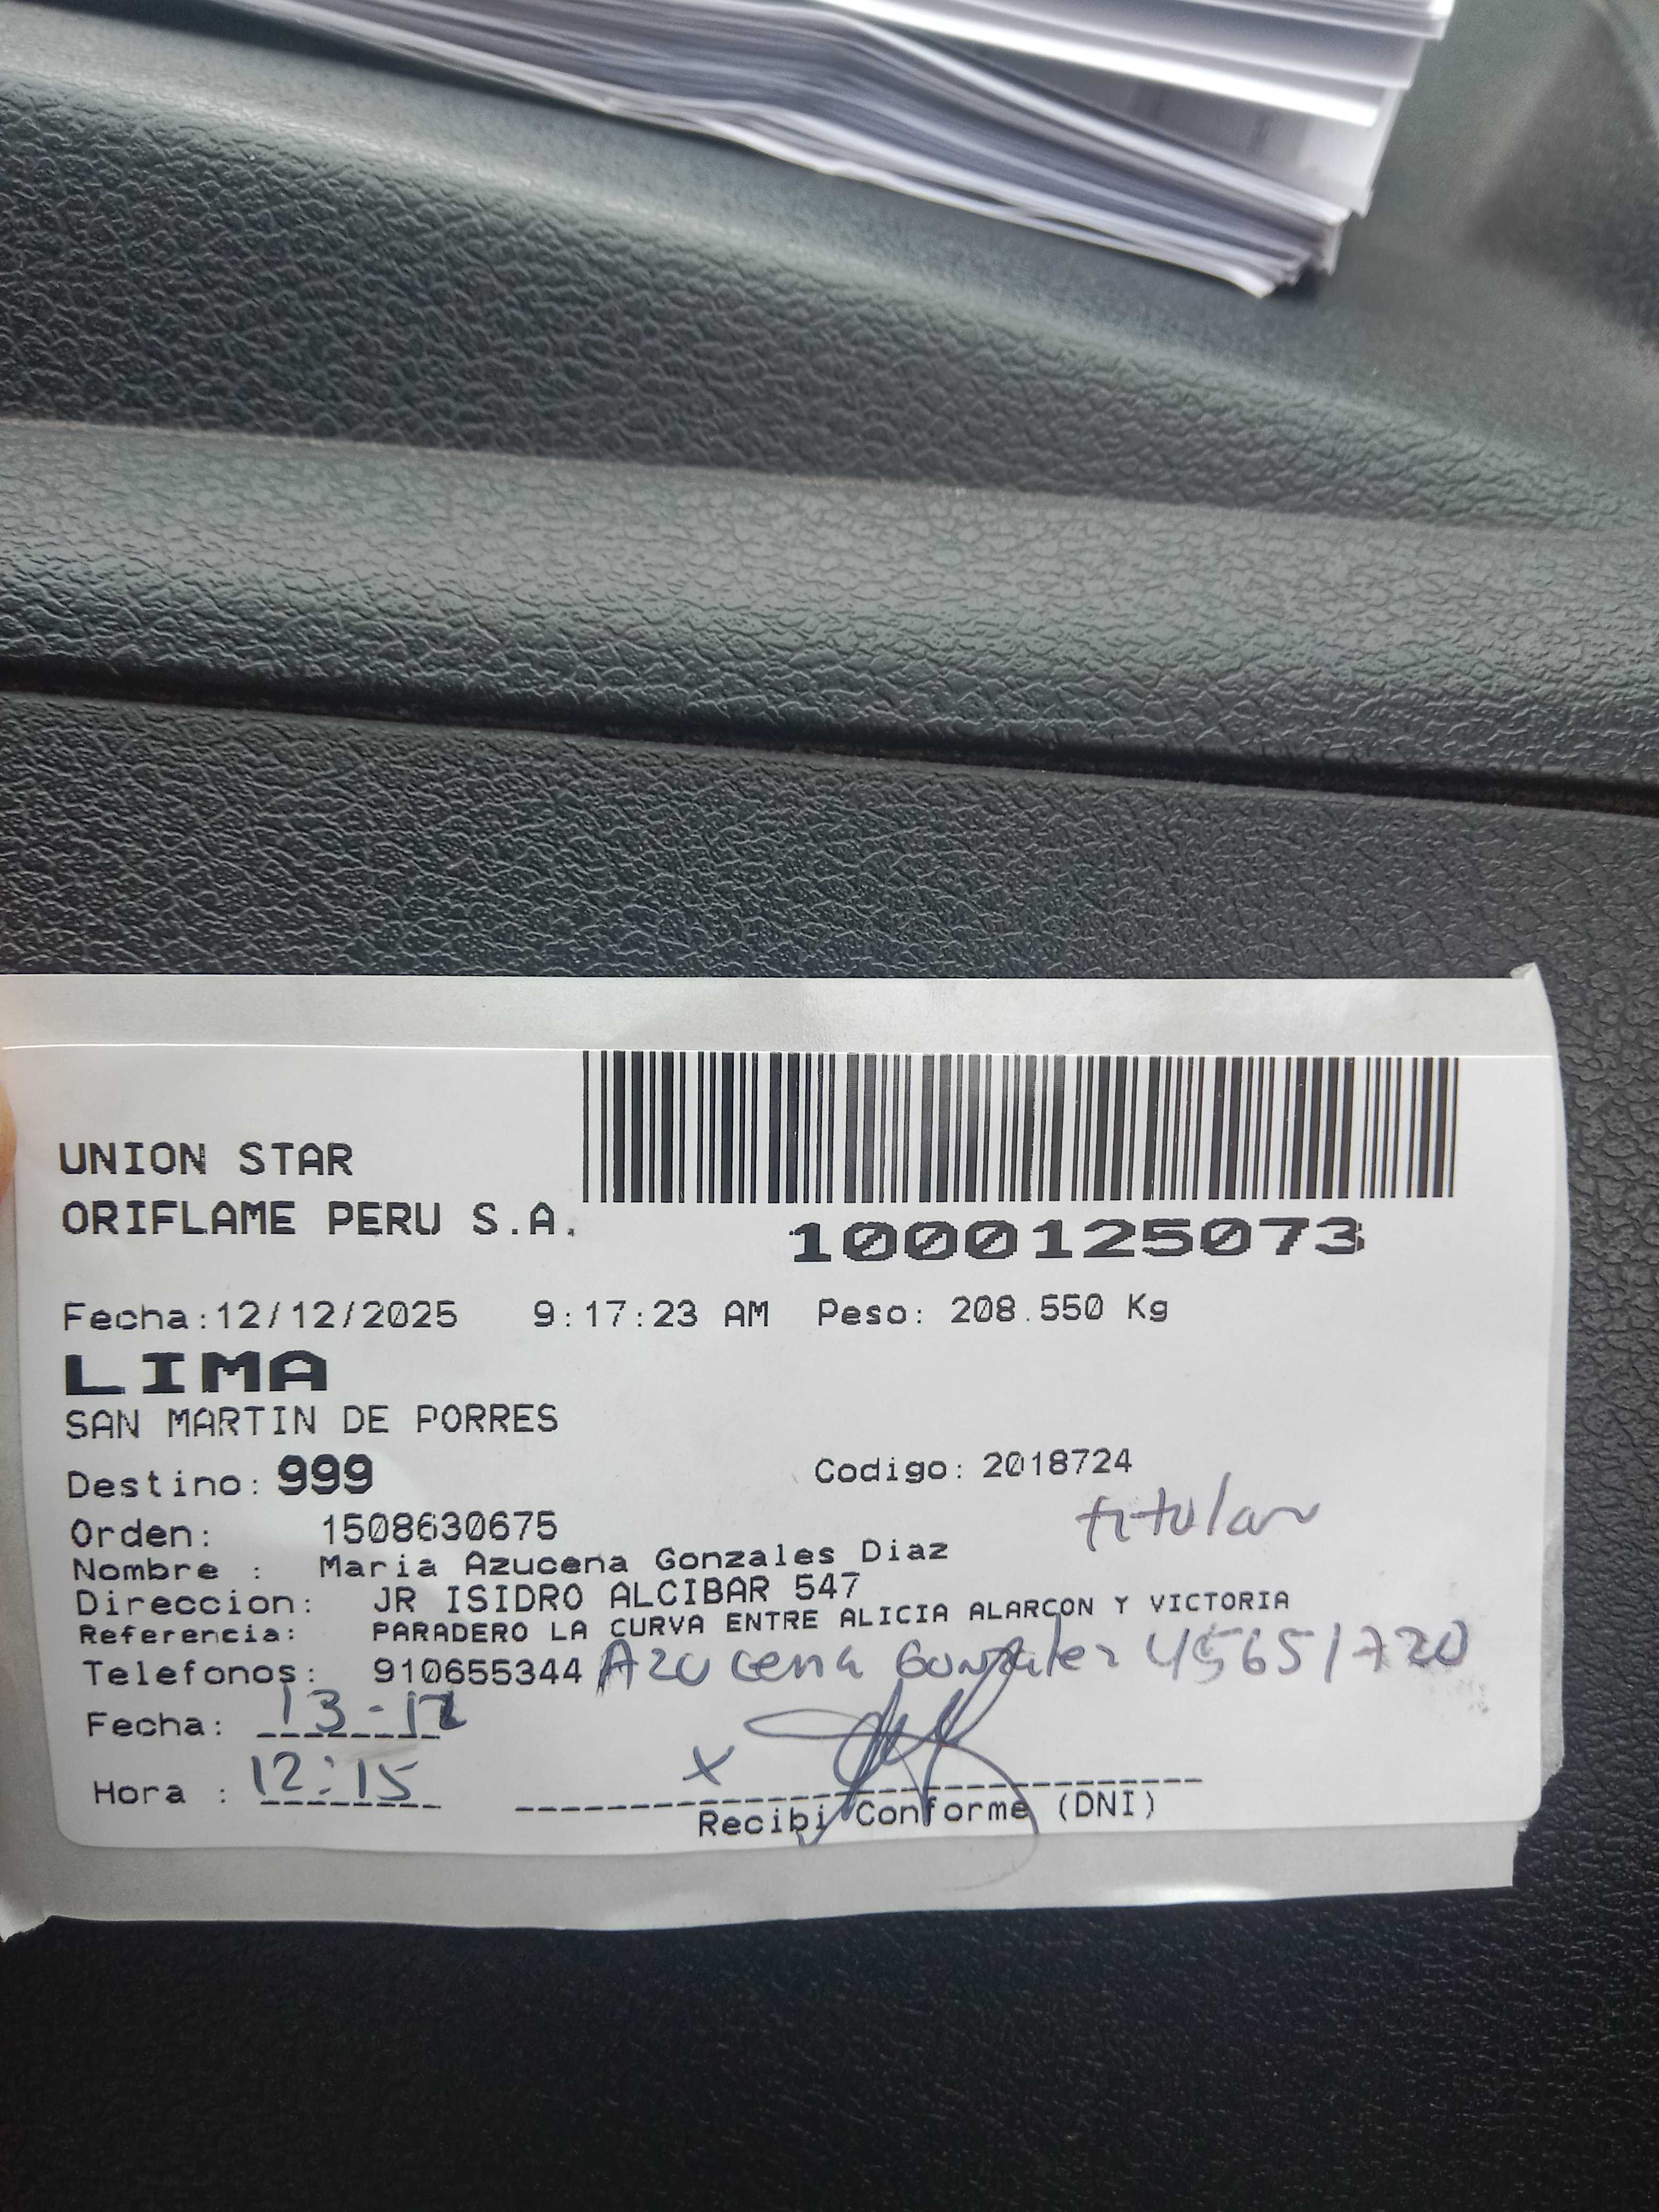 UNION STAR
ORIFLAME PERU S.A.
1000125073
Fecha:12/12/2025 9:17:23 AM Peso: 208.550 Kg
LIMA
SAN MARTIN DE PORRES
Destino: 999 Codigo: 2018724
titular
Orden: 1508630675
Nombre : Maria Azucena Gonzales Diaz
Direccion: JR ISIDRO ALCIBAR 547
Referencia: PARADERO LA CURVA ENTRE ALICIA ALARCON Y VICTORIA
Telefonos: 910655344 Azucena Gonzales 45651720
Fecha: 13-12
Hora : 12:15 x
Recibi Conforme (DNI)